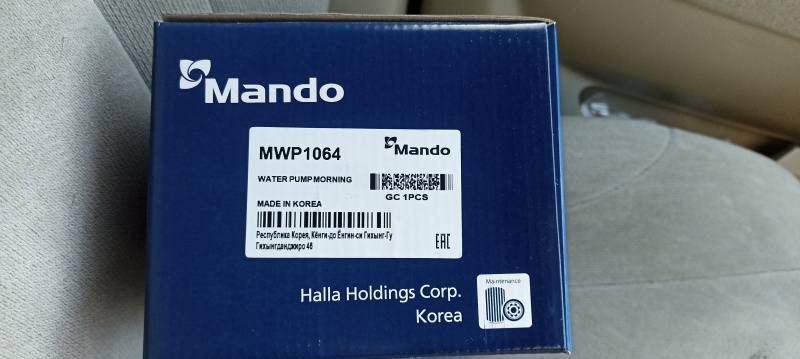 Mando
MWP1064
Mando
WATER PUMP MORNING
GC 1PCS
MADE IN KOREA
Республика Корея, Кёнги-до Ёнгин-си Гихынг-Гу
Гихынгданджиро 46
EAC
Halla Holdings Corp.
Korea
Maintenance